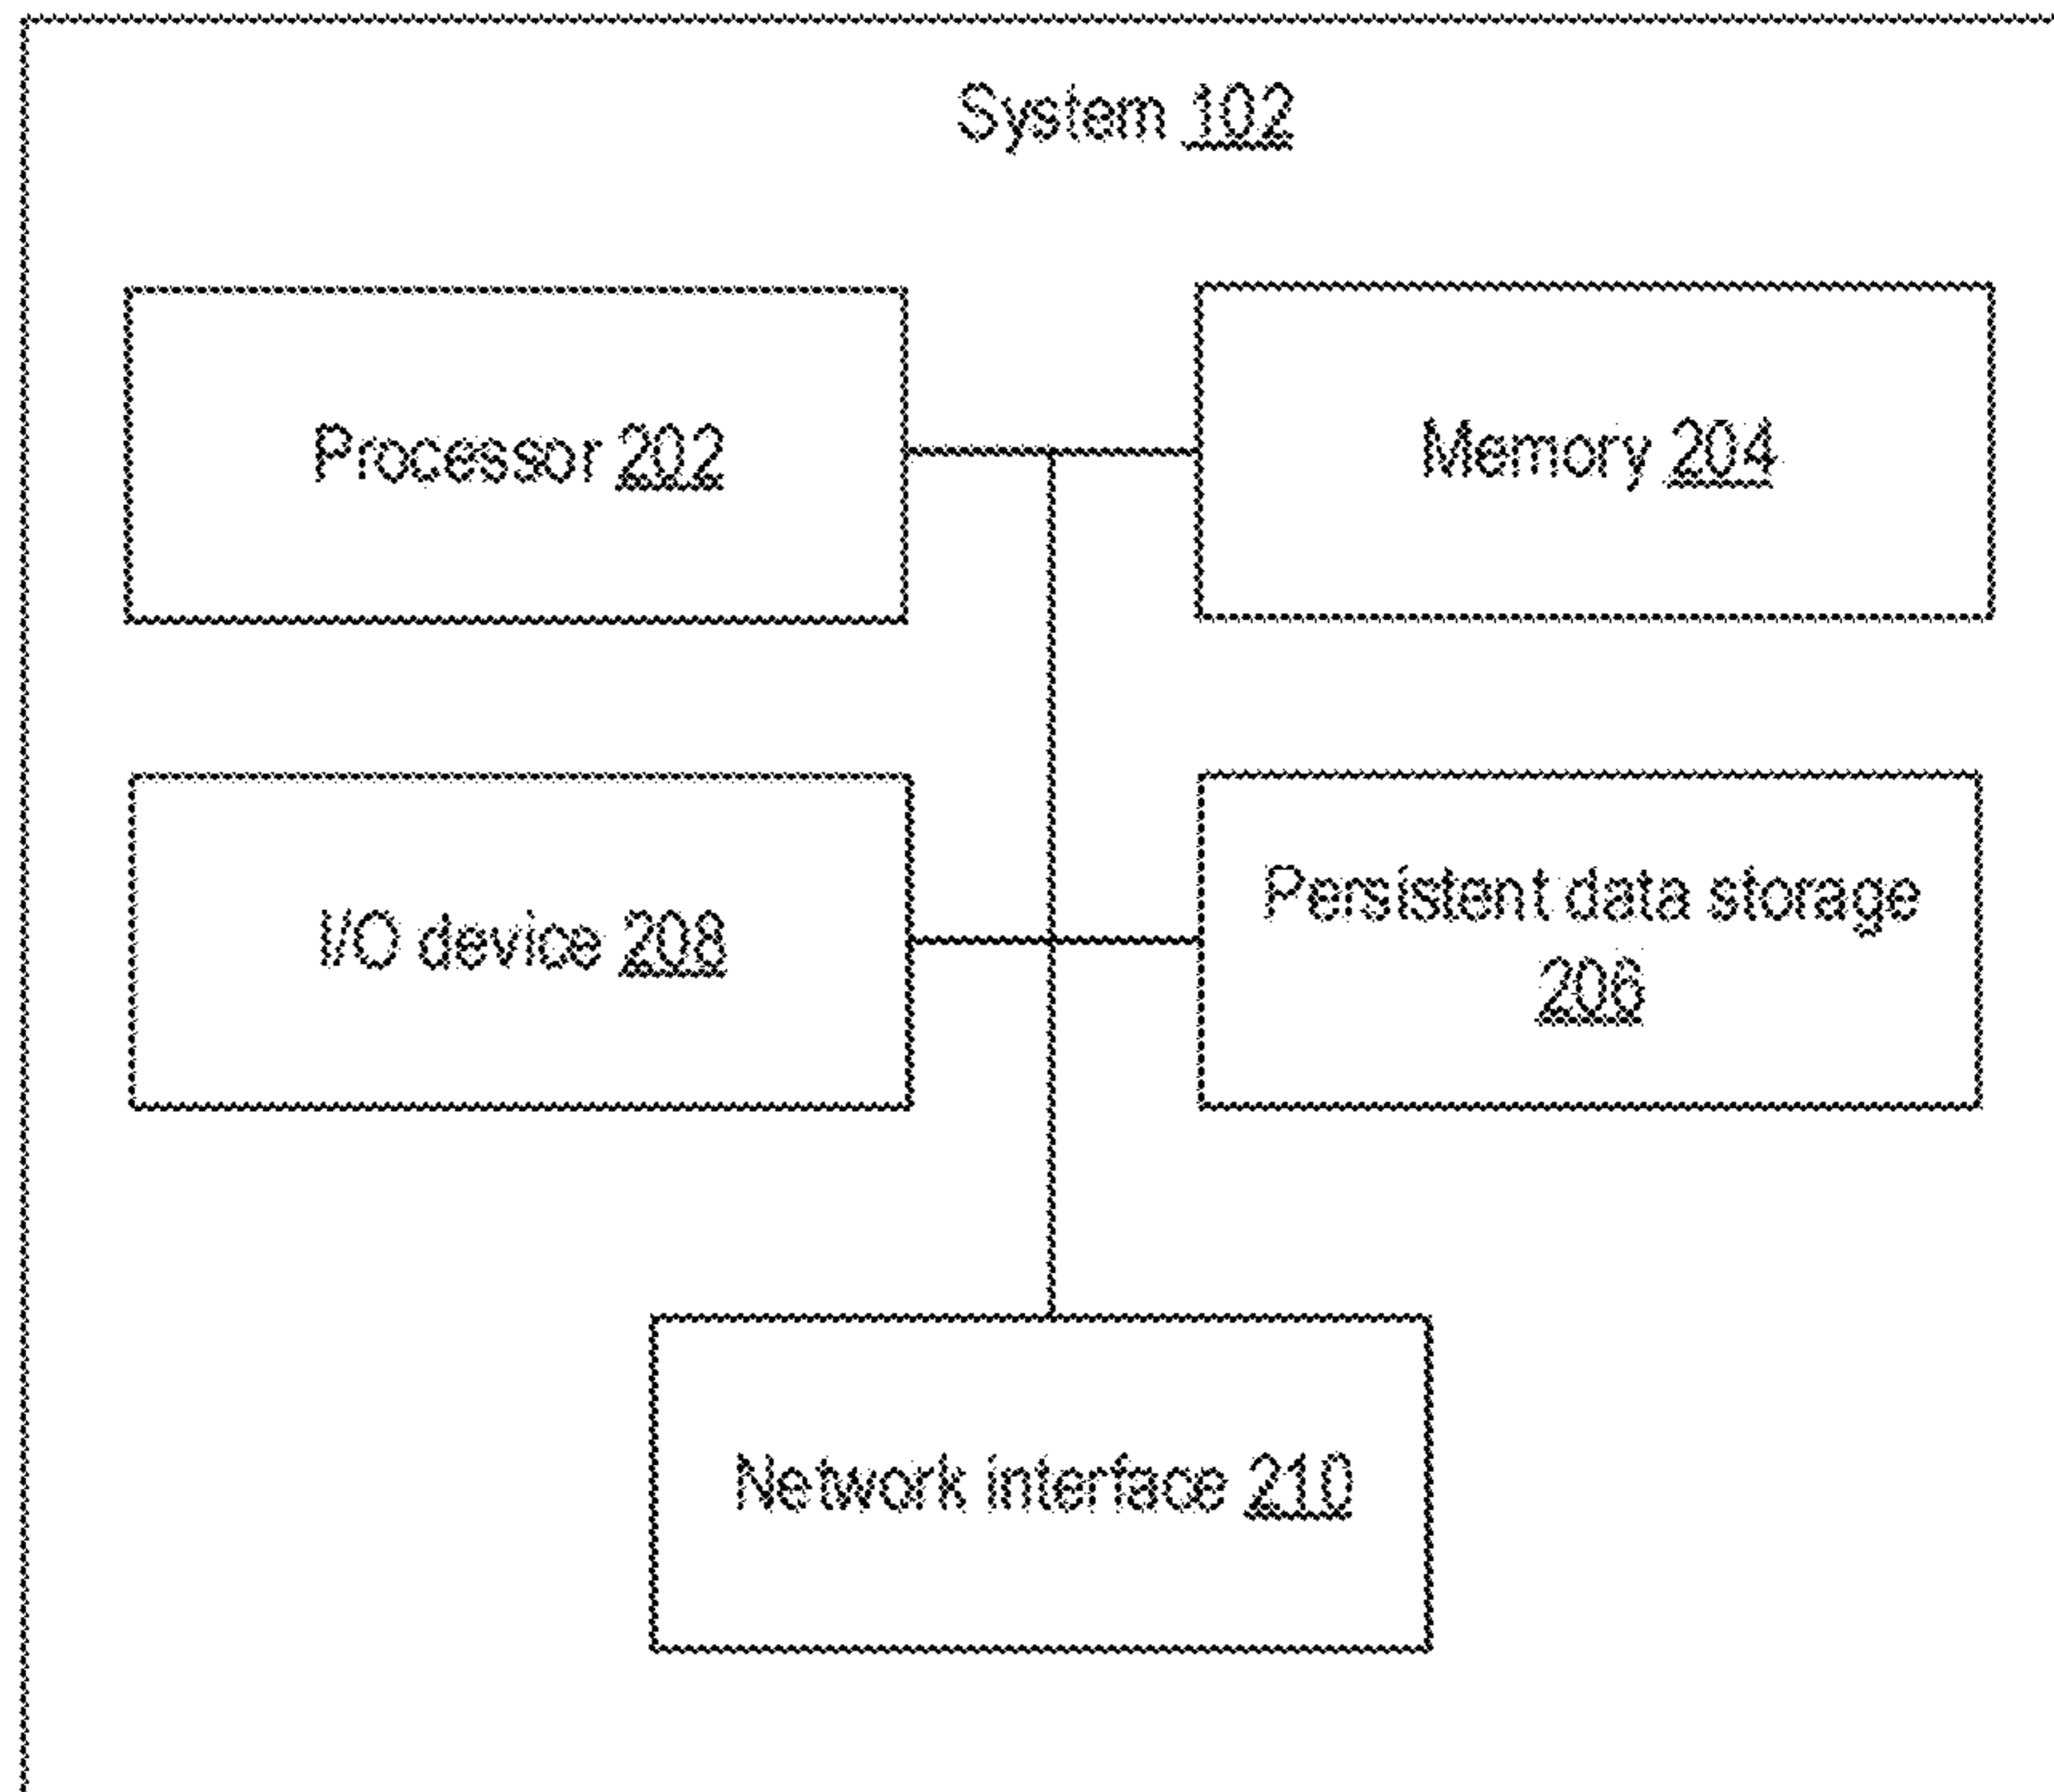 System 102
Processor 202
Memory 204
I/O device 208
Persistent data storage
206
Network interface 210